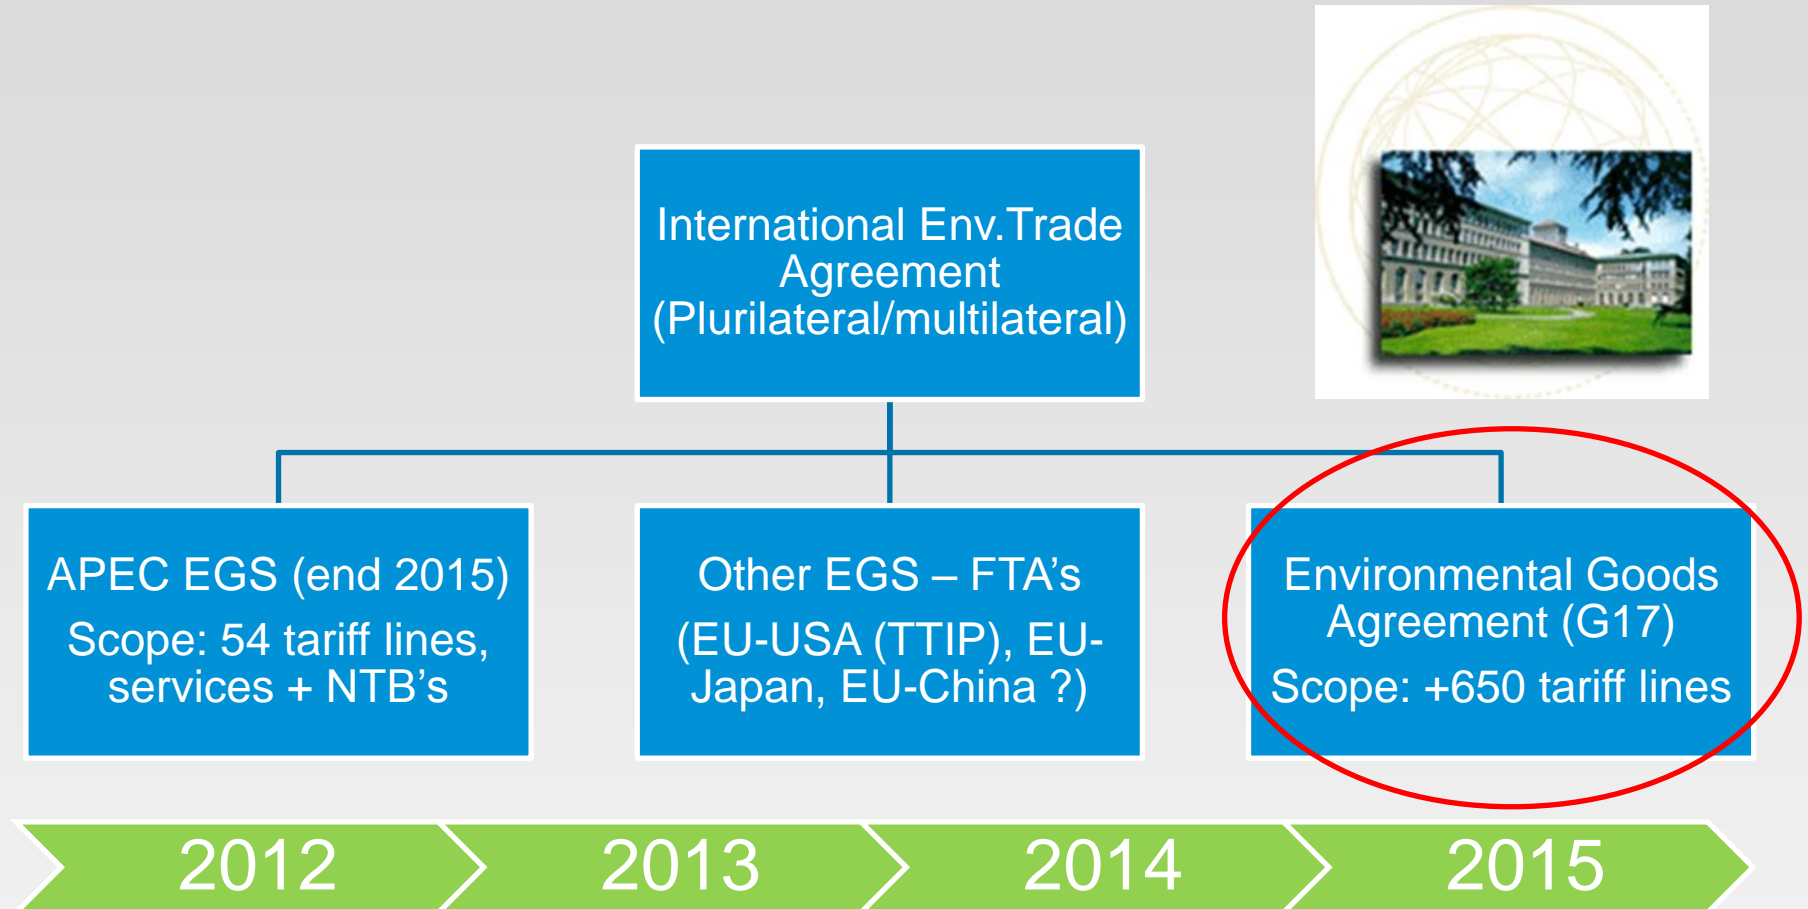 International Env.Trade
Agreement
(Plurilateral/multilateral)
APEC EGS (end 2015)
Scope: 54 tariff lines,
services + NTB’s
Other EGS – FTA’s
(EU-USA (TTIP), EU-
Japan, EU-China ?)
Environmental Goods
Agreement (G17)
Scope: +650 tariff lines
2012
2013
2014
2015